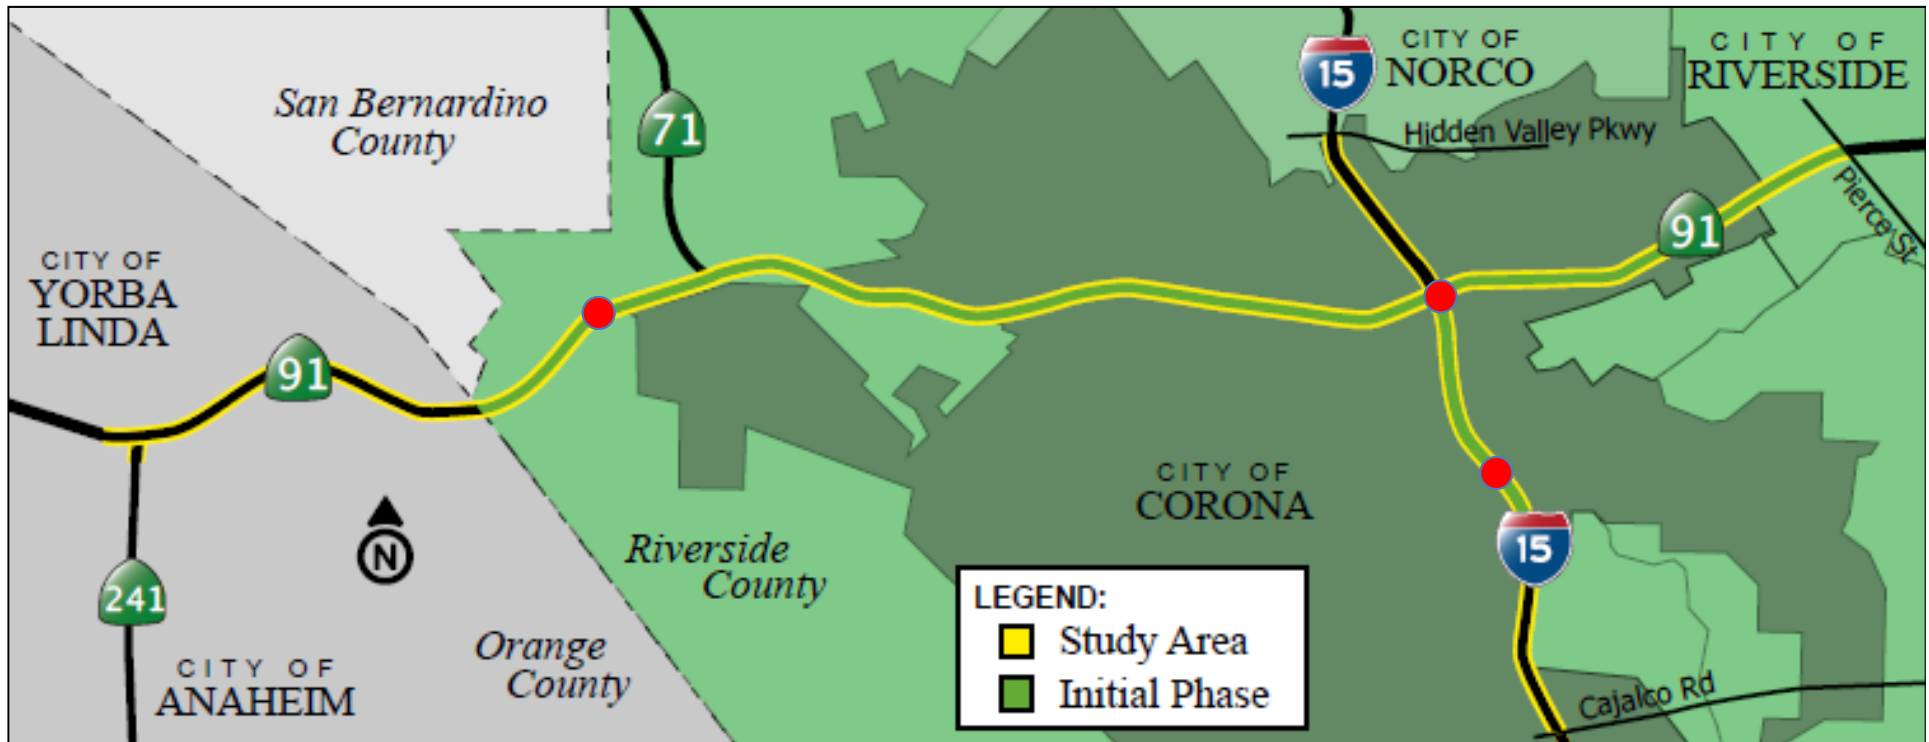 San Bernardino
County
71
15
CITY OF
NORCO
CITY OF
RIVERSIDE
Hidden Valley Pkwy
Pierce St
91
CITY OF
YORBA
LINDA
91
N
241
CITY OF
ANAHEIM
Orange
County
Riverside
County
CITY OF
CORONA
15
Cajalco Rd
LEGEND:
Study Area
Initial Phase